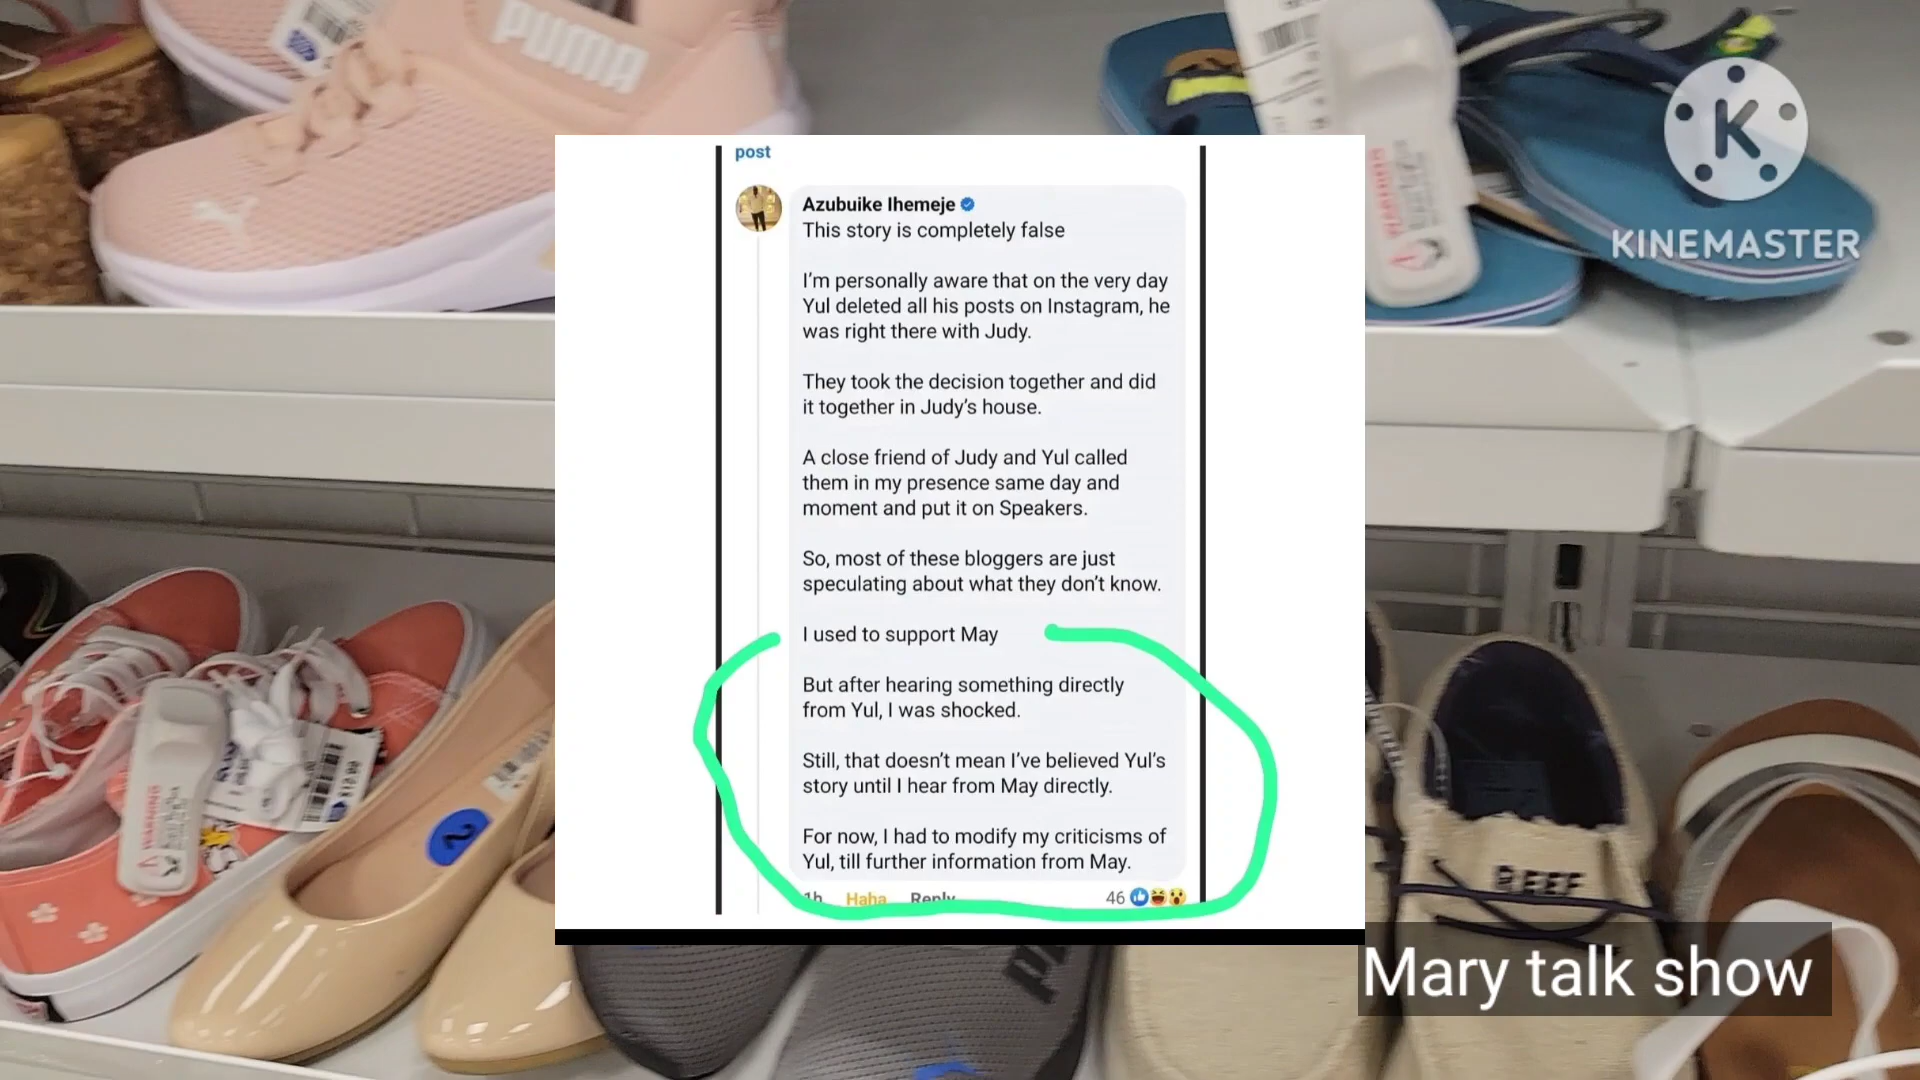 PUMA
K
KINEMASTER
post
Azubuike Ihemeje
This story is completely false
I'm personally aware that on the very day
Yul deleted all his posts on Instagram, he
was right there with Judy.
They took the decision together and did
it together in Judy's house.
A close friend of Judy and Yul called
them in my presence same day and
moment and put it on Speakers.
So, most of these bloggers are just
speculating about what they don't know.
I used to support May
But after hearing something directly
from Yul, I was shocked.
Still, that doesn't mean I've believed Yul's
story until I hear from May directly.
For now, I had to modify my criticisms of
Yul, till further information from May.
1h Haha Reply 46
2
REEF
Mary talk show